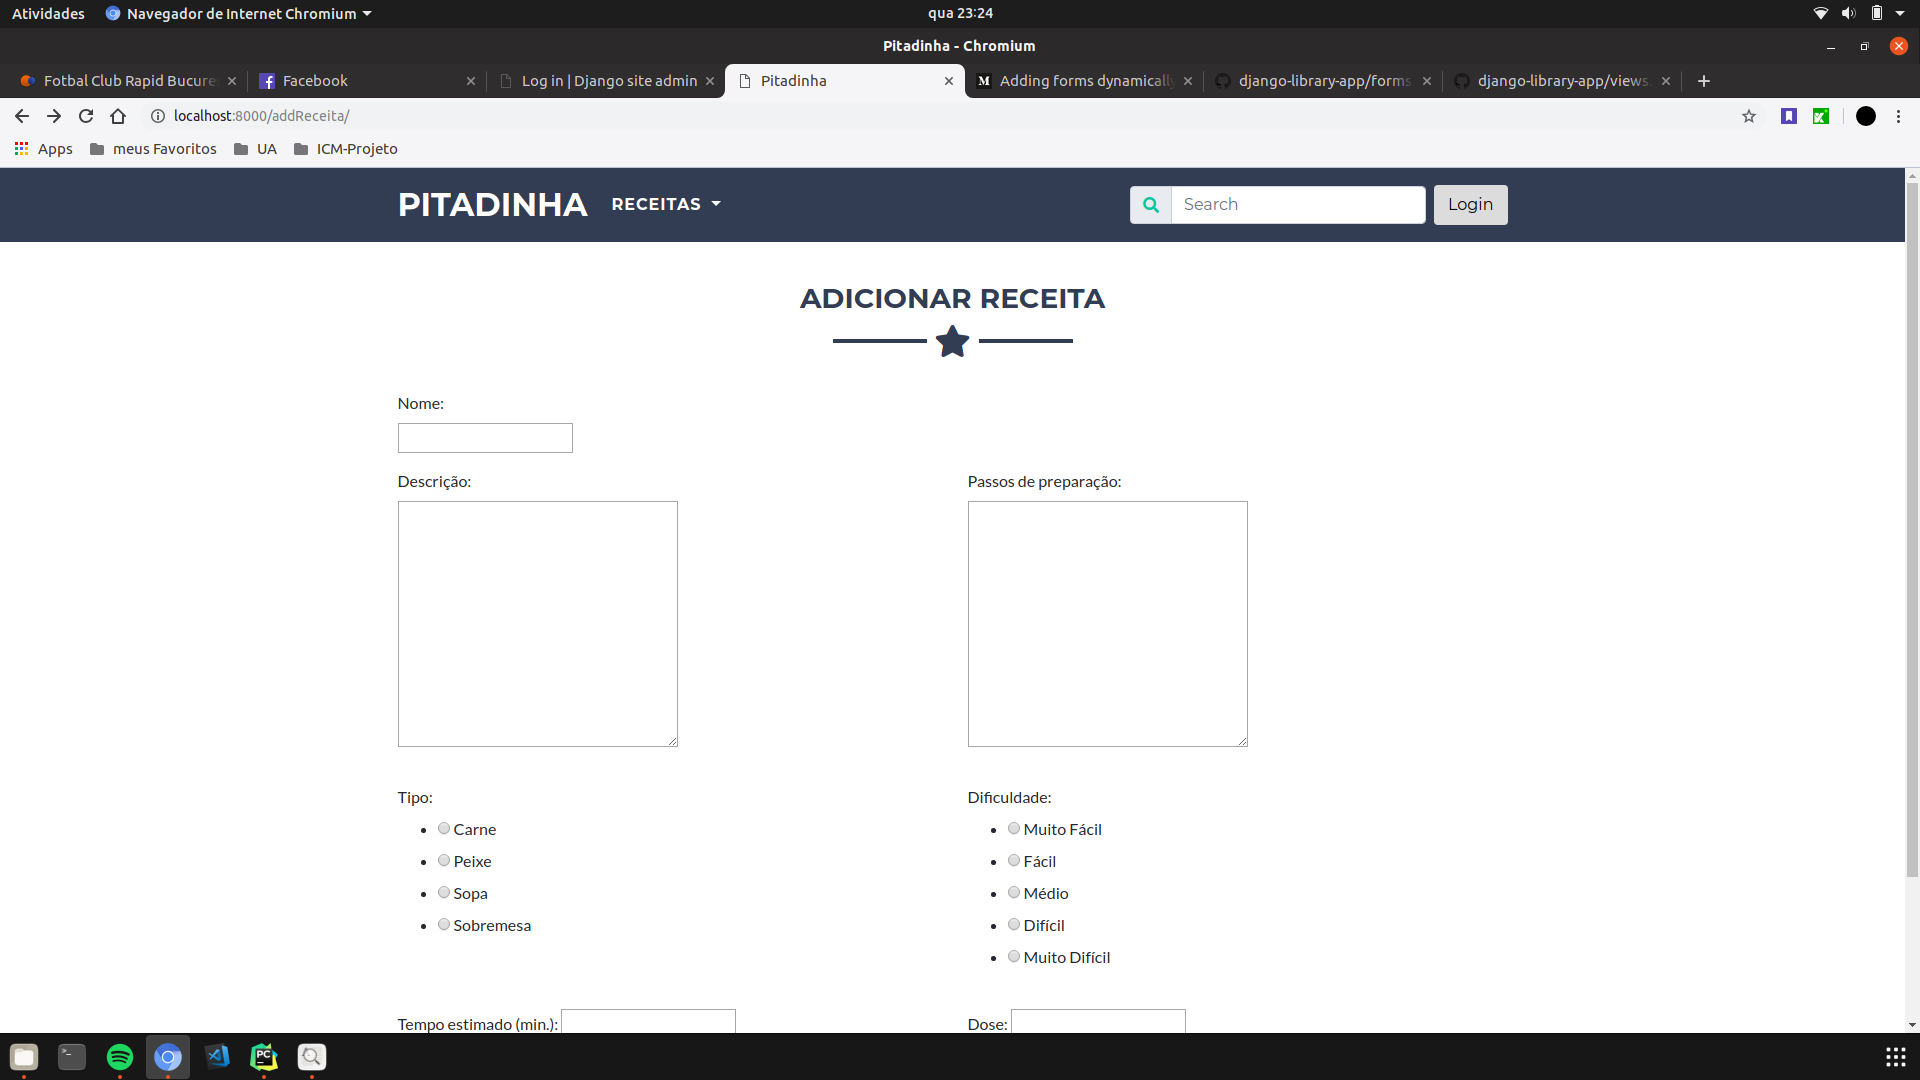 Atividades Navegador de Internet Chromium qua 23:24
Pitadinha - Chromium
Fotbal Club Rapid Bucure Facebook Log in | Django site admin Pitadinha Adding forms dynamically django-library-app/forms django-library-app/views.
localhost:8000/addReceita/
Apps meus Favoritos UA ICM-Projeto
PITADINHA RECEITAS Search Login
ADICIONAR RECEITA
Nome:
Descrição: Passos de preparação:
Tipo: Dificuldade:
Carne Muito Fácil
Peixe Fácil
Sopa Médio
Sobremesa Difícil
Muito Difícil
Tempo estimado (min.): Dose: